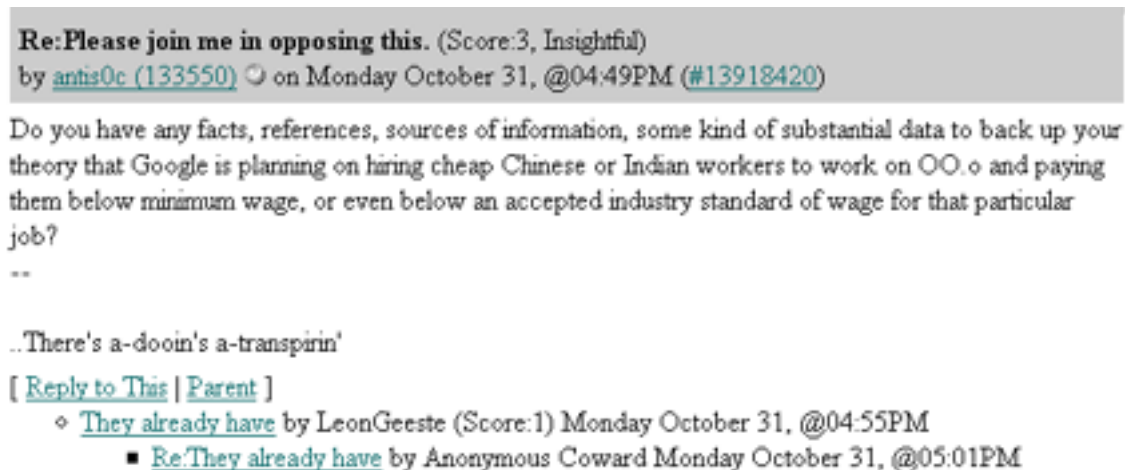 Re:Please join me in opposing this. (Score:3, Insightful)
by antis0c (133550) on Monday October 31, @04:49PM (#13918420)
Do you have any facts, references, sources of information, some kind of substantial data to back up your
theory that Google is planning on hiring cheap Chinese or Indian workers to work on OO.o and paying
them below minimum wage, or even below an accepted industry standard of wage for that particular
job?
--
..There's a-dooin's a-transpirin'
[ Reply to This | Parent ]
They already have by LeonGeeste (Score:1) Monday October 31, @04:55PM
Re:They already have by Anonymous Coward Monday October 31, @05:01PM